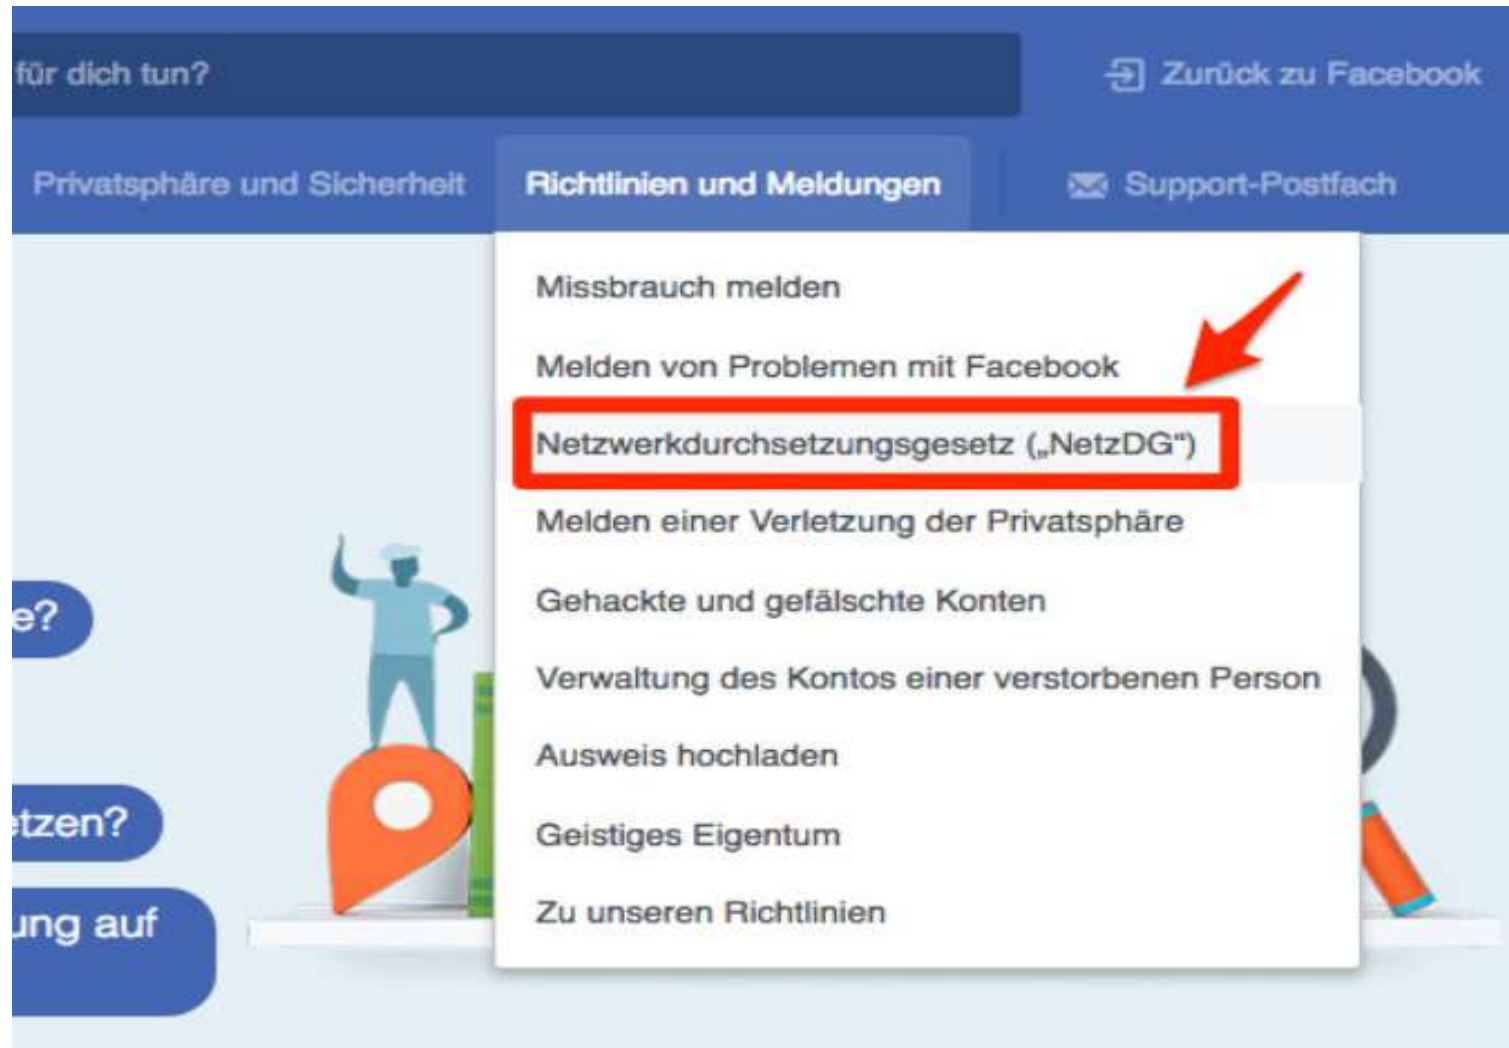 für dich tun?
Zurück zu Facebook
Privatsphäre und Sicherheit
Richtlinien und Meldungen
Support-Postfach
Missbrauch melden
Melden von Problemen mit Facebook
Netzwerkdurchsetzungsgesetz („NetzDG“)
Melden einer Verletzung der Privatsphäre
Gehackte und gefälschte Konten
Verwaltung des Kontos einer verstorbenen Person
Ausweis hochladen
Geistiges Eigentum
Zu unseren Richtlinien
e?
etzen?
ung auf